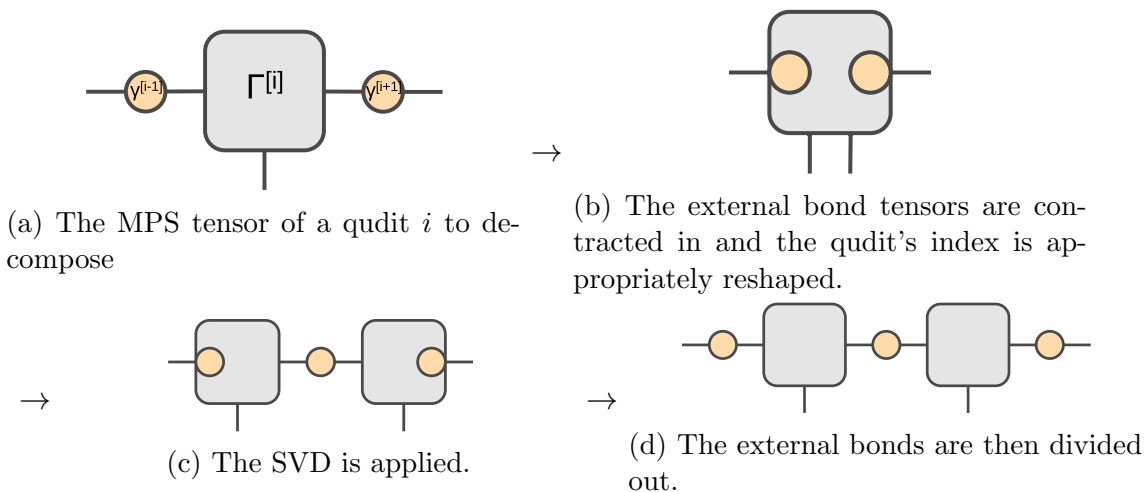 γ[i-1]
Γ[i]
γ[i+1]
→
(a) The MPS tensor of a qudit i to de-
compose
(b) The external bond tensors are con-
tracted in and the qudit's index is ap-
propriately reshaped.
→
(c) The SVD is applied.
→
(d) The external bonds are then divided
out.